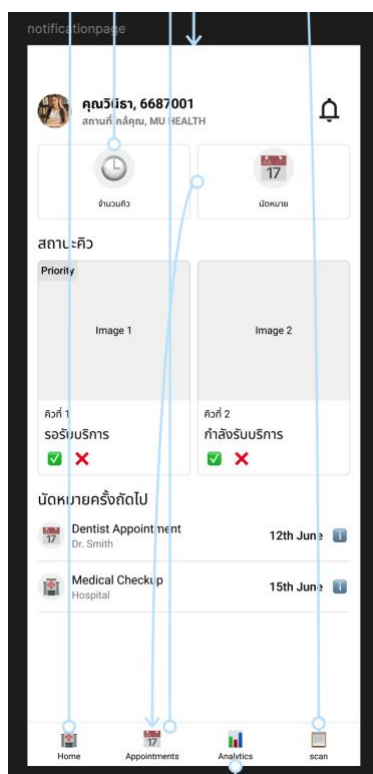 notificationpage
คุณวินิธรา, 6687001
สถานที่ใกล้คุณ, MU HEALTH
17
จำนวนคิว
นัดหมาย
สถานะคิว
Priority
Image 1
Image 2
คิวที่ 1
คิวที่ 2
รอรับบริการ
กำลังรับบริการ
นัดหมายครั้งถัดไป
17
Dentist Appointment
12th June
Dr. Smith
Medical Checkup
15th June
Hospital
17
Home
Appointments
Analytics
scan